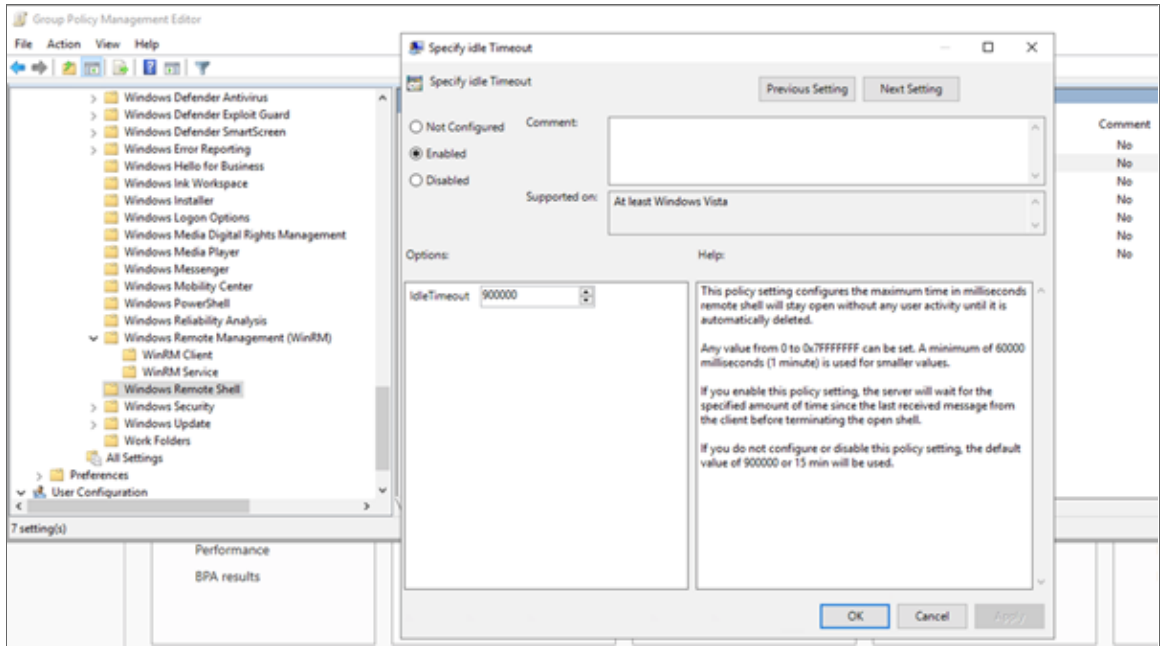 Group Policy Management Editor
File Action View Help
Windows Defender Antivirus
Windows Defender Exploit Guard
Windows Defender SmartScreen
Windows Error Reporting
Windows Hello for Business
Windows Ink Workspace
Windows Installer
Windows Logon Options
Windows Media Digital Rights Management
Windows Media Player
Windows Messenger
Windows Mobility Center
Windows PowerShell
Windows Reliability Analysis
Windows Remote Management (WinRM)
WinRM Client
WinRM Service
Windows Remote Shell
Windows Security
Windows Update
Work Folders
All Settings
Preferences
User Configuration
7 setting(s)
Performance
BPA results
Specify idle Timeout
Specify idle Timeout
Previous Setting Next Setting
Not Configured
Enabled
Disabled
Comment:
Supported on: At least Windows Vista
Options:
IdleTimeout 900000
Help:
This policy setting configures the maximum time in milliseconds
remote shell will stay open without any user activity until it is
automatically deleted.
Any value from 0 to 0x7FFFFFFF can be set. A minimum of 60000
milliseconds (1 minute) is used for smaller values.
If you enable this policy setting, the server will wait for the
specified amount of time since the last received message from
the client before terminating the open shell.
If you do not configure or disable this policy setting, the default
value of 900000 or 15 min will be used.
OK Cancel Apply
Comment
No
No
No
No
No
No
No